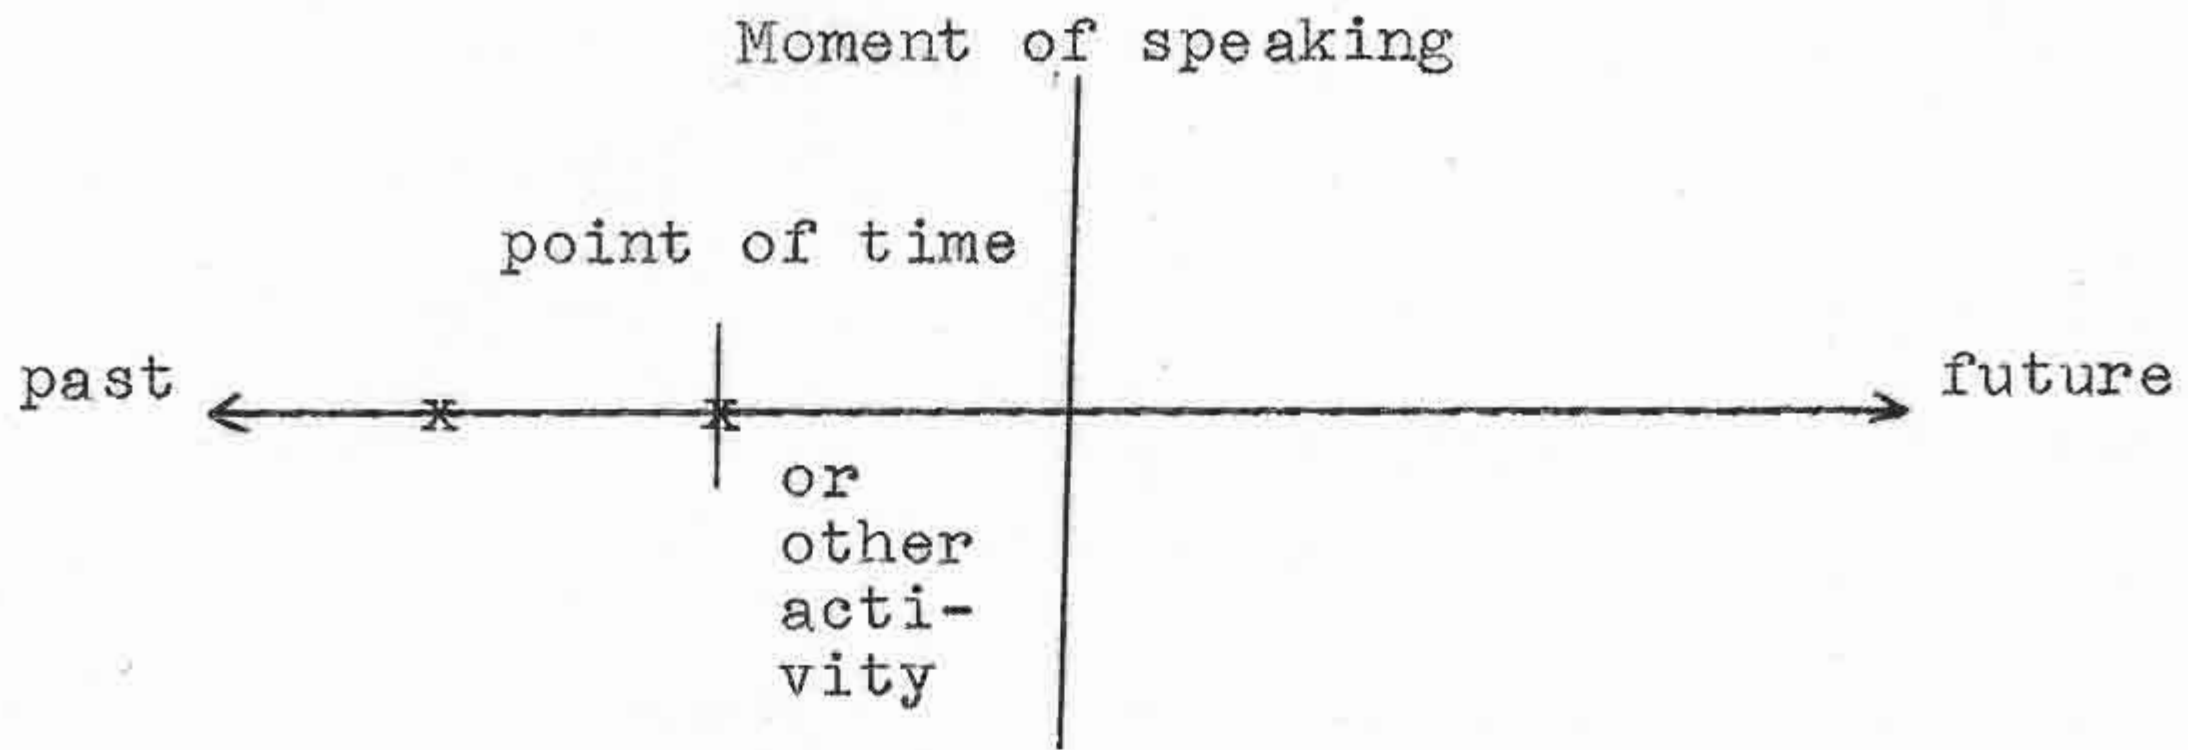 Moment of speaking
point of time
past
future
x x
or
other
acti-
vity